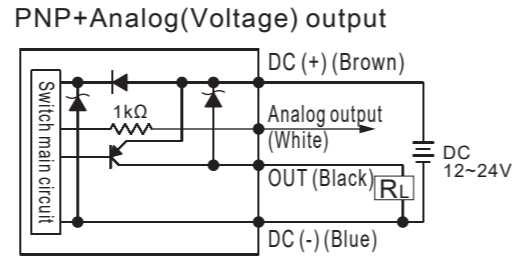 PNP+Analog(Voltage) output
DC (+) (Brown)
Switch main circuit
1kΩ
Analog output
(White)
DC
12~24V
OUT (Black)
RL
DC (-) (Blue)